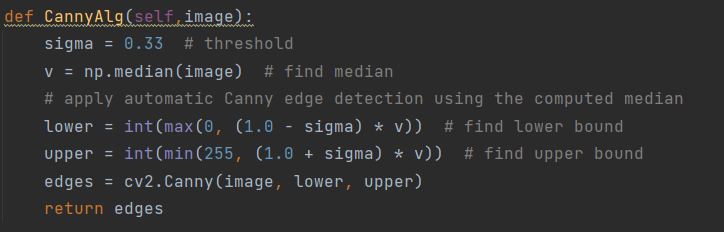 def CannyAlg(self,image):
    sigma = 0.33  # threshold
    v = np.median(image)  # find median
    # apply automatic Canny edge detection using the computed median
    lower = int(max(0, (1.0 - sigma) * v))  # find lower bound
    upper = int(min(255, (1.0 + sigma) * v))  # find upper bound
    edges = cv2.Canny(image, lower, upper)
    return edges